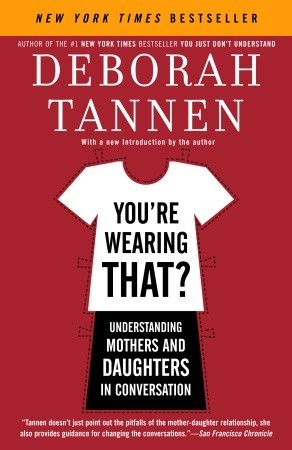 NEW YORK TIMES BESTSELLER
AUTHOR OF THE #1 NEW YORK TIMES BESTSELLER YOU JUST DON'T UNDERSTAND
DEBORAH
TANNEN
With a new Introduction by the author
YOU'RE
WEARING
THAT?
UNDERSTANDING
MOTHERS AND
DAUGHTERS
IN CONVERSATION
"Tannen doesn't just point out the pitfalls of the mother-daughter relationship, she
also provides guidance for changing the conversations."—San Francisco Chronicle